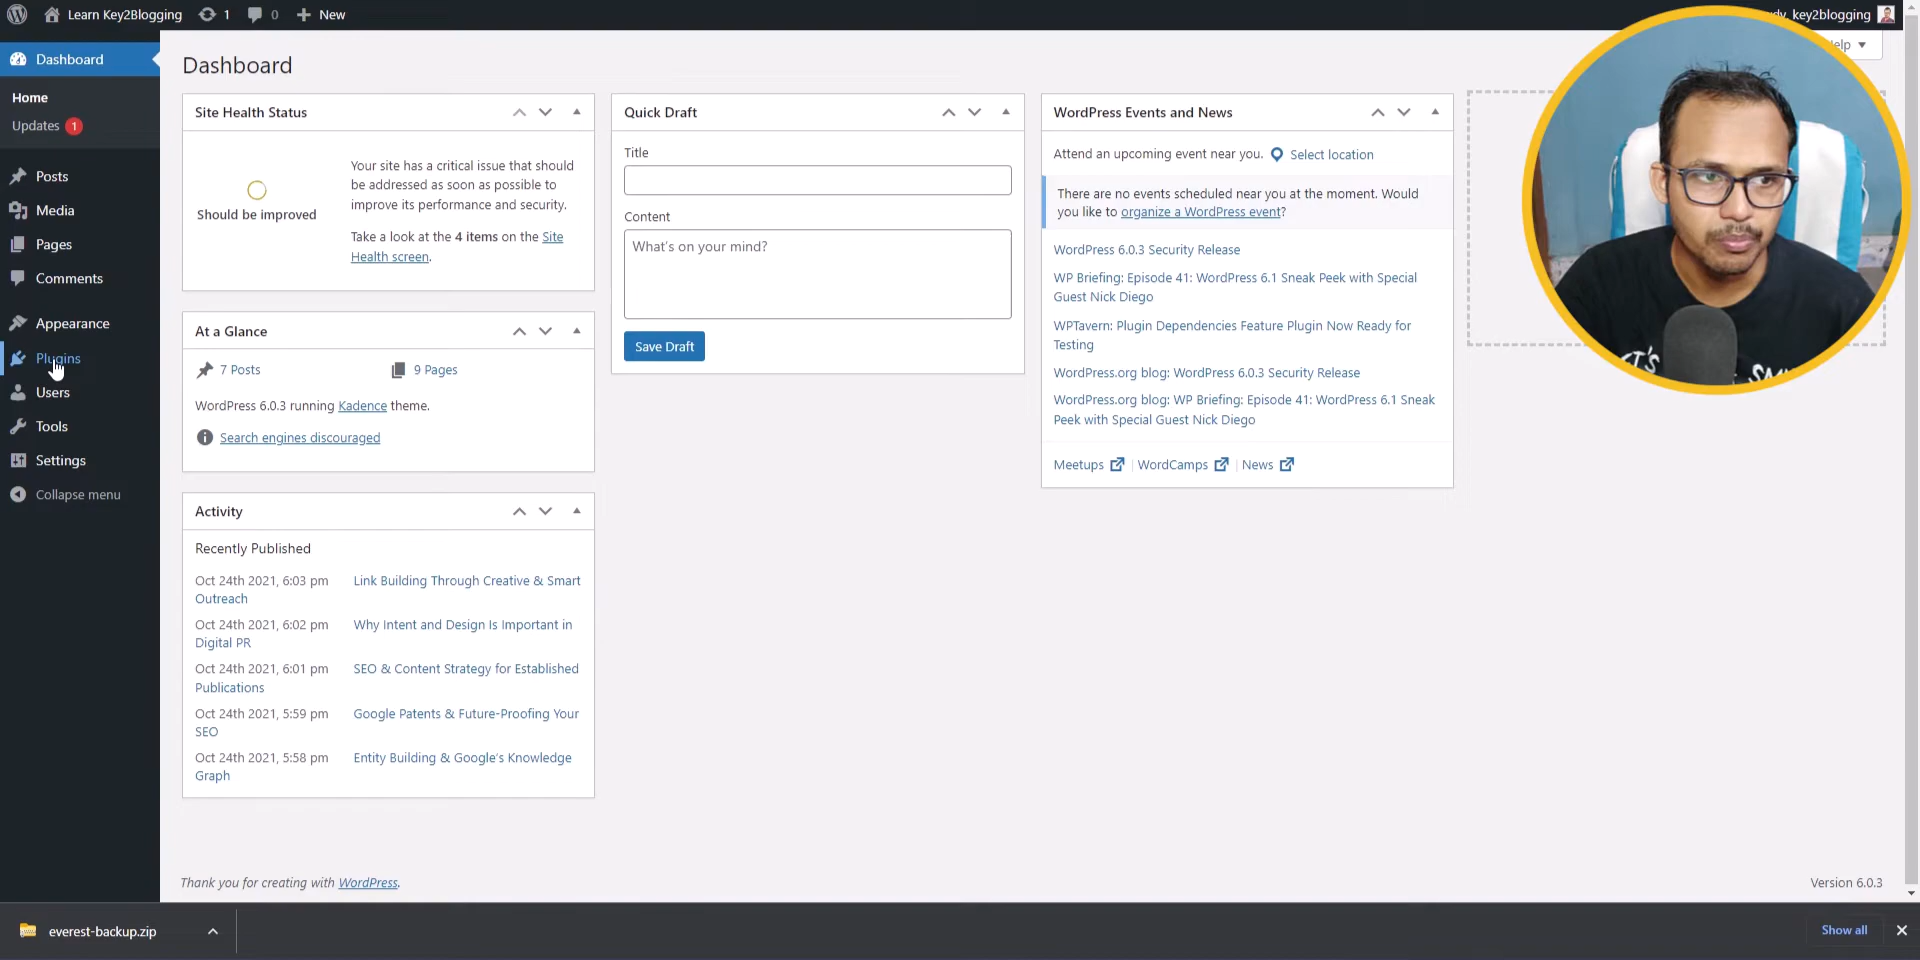 Learn Key2Blogging 1 0 New
key2blogging
Help
Dashboard
Home
Updates 1
Posts
Media
Pages
Comments
Appearance
Plugins
Users
Tools
Settings
Collapse menu
Dashboard
Site Health Status
Should be improved
Your site has a critical issue that should
be addressed as soon as possible to
improve its performance and security.
Take a look at the 4 items on the Site
Health screen.
At a Glance
7 Posts
9 Pages
WordPress 6.0.3 running Kadence theme.
Search engines discouraged
Activity
Recently Published
Oct 24th 2021, 6:03 pm Link Building Through Creative & Smart
Outreach
Oct 24th 2021, 6:02 pm Why Intent and Design Is Important in
Digital PR
Oct 24th 2021, 6:01 pm SEO & Content Strategy for Established
Publications
Oct 24th 2021, 5:59 pm Google Patents & Future-Proofing Your
SEO
Oct 24th 2021, 5:58 pm Entity Building & Google's Knowledge
Graph
Quick Draft
Title
Content
What's on your mind?
Save Draft
WordPress Events and News
Attend an upcoming event near you. Select location
There are no events scheduled near you at the moment. Would
you like to organize a WordPress event?
WordPress 6.0.3 Security Release
WP Briefing: Episode 41: WordPress 6.1 Sneak Peek with Special
Guest Nick Diego
WPTavern: Plugin Dependencies Feature Plugin Now Ready for
Testing
WordPress.org blog: WordPress 6.0.3 Security Release
WordPress.org blog: WP Briefing: Episode 41: WordPress 6.1 Sneak
Peek with Special Guest Nick Diego
Meetups | WordCamps | News
Thank you for creating with WordPress.
Version 6.0.3
everest-backup.zip
Show all